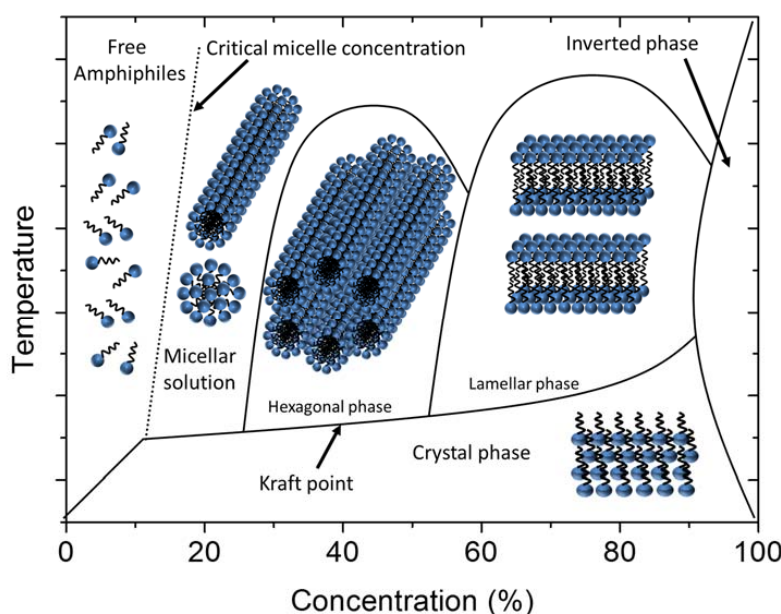 Free
Amphiphiles
Critical micelle concentration
Inverted phase
Temperature
Micellar
solution
Hexagonal phase
Lamellar phase
Kraft point
Crystal phase
0
20
40
60
80
100
Concentration (%)